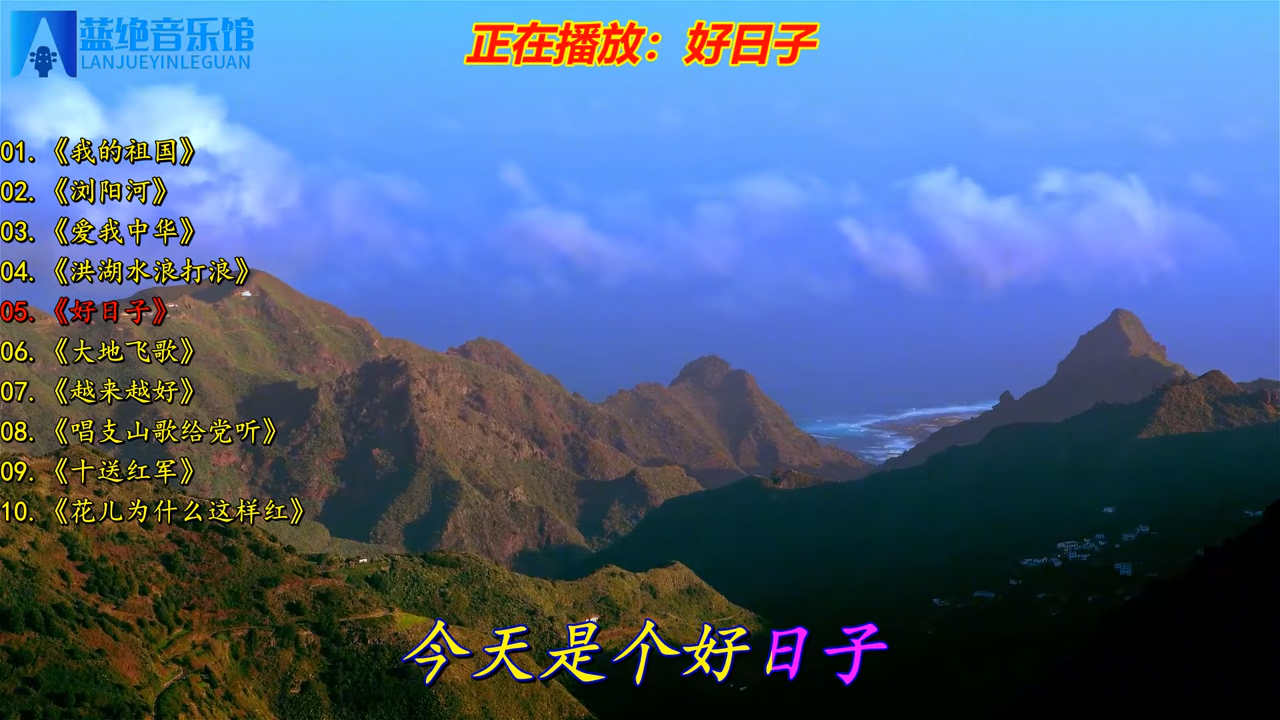 蓝绝音乐馆
LANJUEYINLEGUAN
正在播放：好日子
01.《我的祖国》
02.《浏阳河》
03.《爱我中华》
04.《洪湖水浪打浪》
05.《好日子》
06.《大地飞歌》
07.《越来越好》
08.《唱支山歌给党听》
09.《十送红军》
10.《花儿为什么这样红》
今天是个好日子